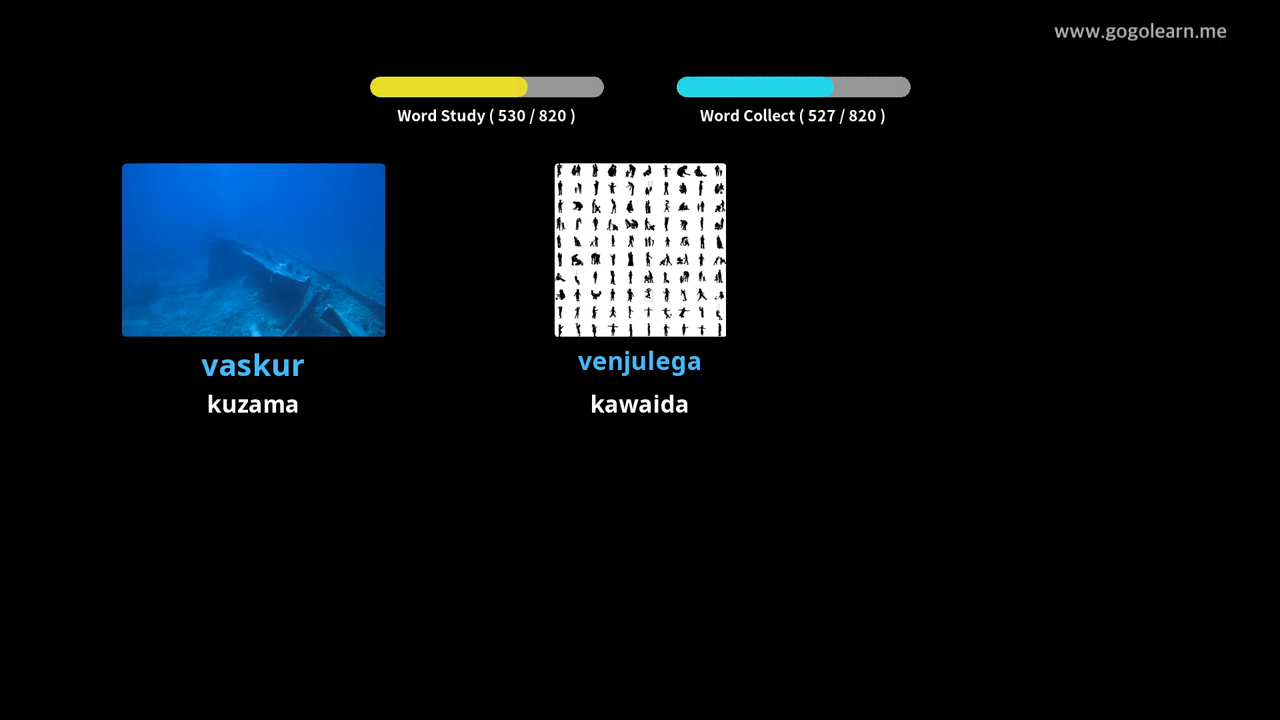 www.gogolearn.me
Word Study ( 530 / 820 )
Word Collect ( 527 / 820 )
vaskur
kuzama
venjulega
kawaida